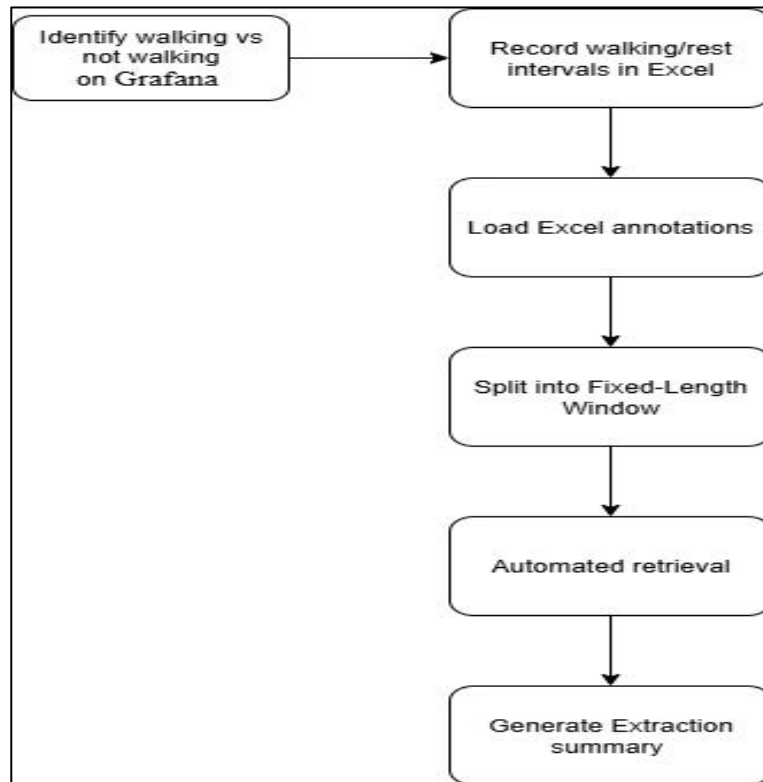 Identify walking vs
not walking
on Grafana
Record walking/rest
intervals in Excel
Load Excel annotations
Split into Fixed-Length
Window
Automated retrieval
Generate Extraction
summary